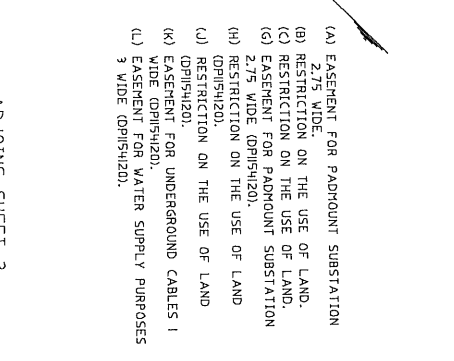 (A) EASEMENT FOR PADMOUNT SUBSTATION
2.75 WIDE.
(B) RESTRICTION ON THE USE OF LAND.
(C) RESTRICTION ON THE USE OF LAND.
(G) EASEMENT FOR PADMOUNT SUBSTATION
2.75 WIDE (DP1154120).
(H) RESTRICTION ON THE USE OF LAND
(DP1154120).
(J) RESTRICTION ON THE USE OF LAND
(DP1154120).
(K) EASEMENT FOR UNDERGROUND CABLES 1
WIDE (DP1154120).
(L) EASEMENT FOR WATER SUPPLY PURPOSES
3 WIDE (DP1154120).